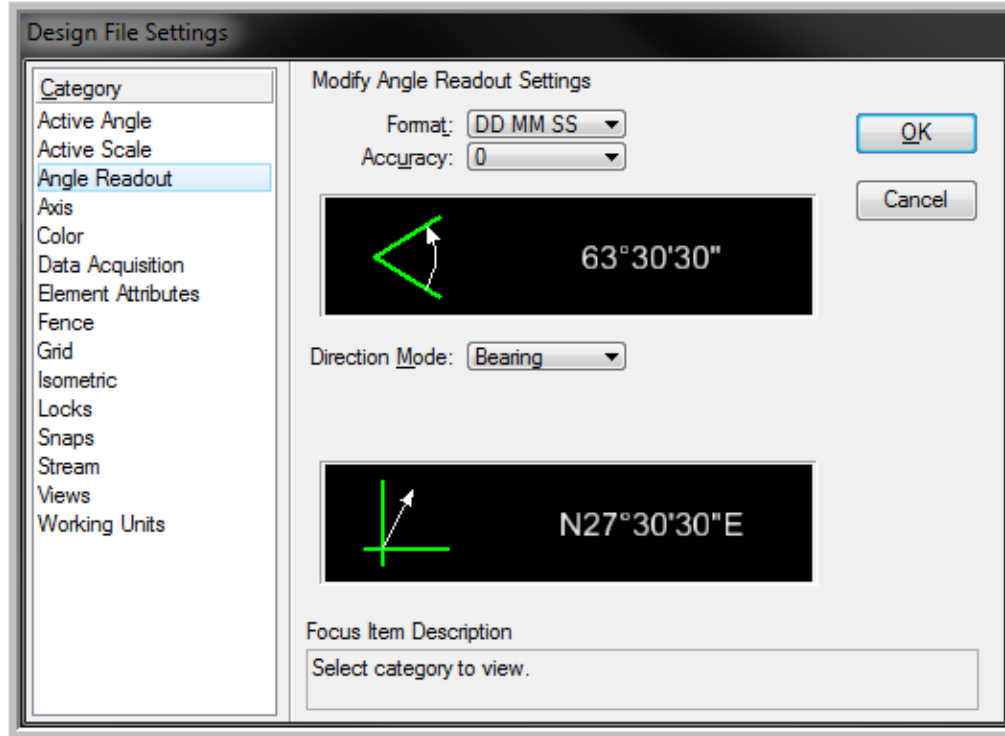 Design File Settings
Category
Active Angle
Active Scale
Angle Readout
Axis
Color
Data Acquisition
Element Attributes
Fence
Grid
Isometric
Locks
Snaps
Stream
Views
Working Units
Modify Angle Readout Settings
Format: DD MM SS
Accuracy: 0
OK
Cancel
63°30'30"
Direction Mode: Bearing
N27°30'30"E
Focus Item Description
Select category to view.